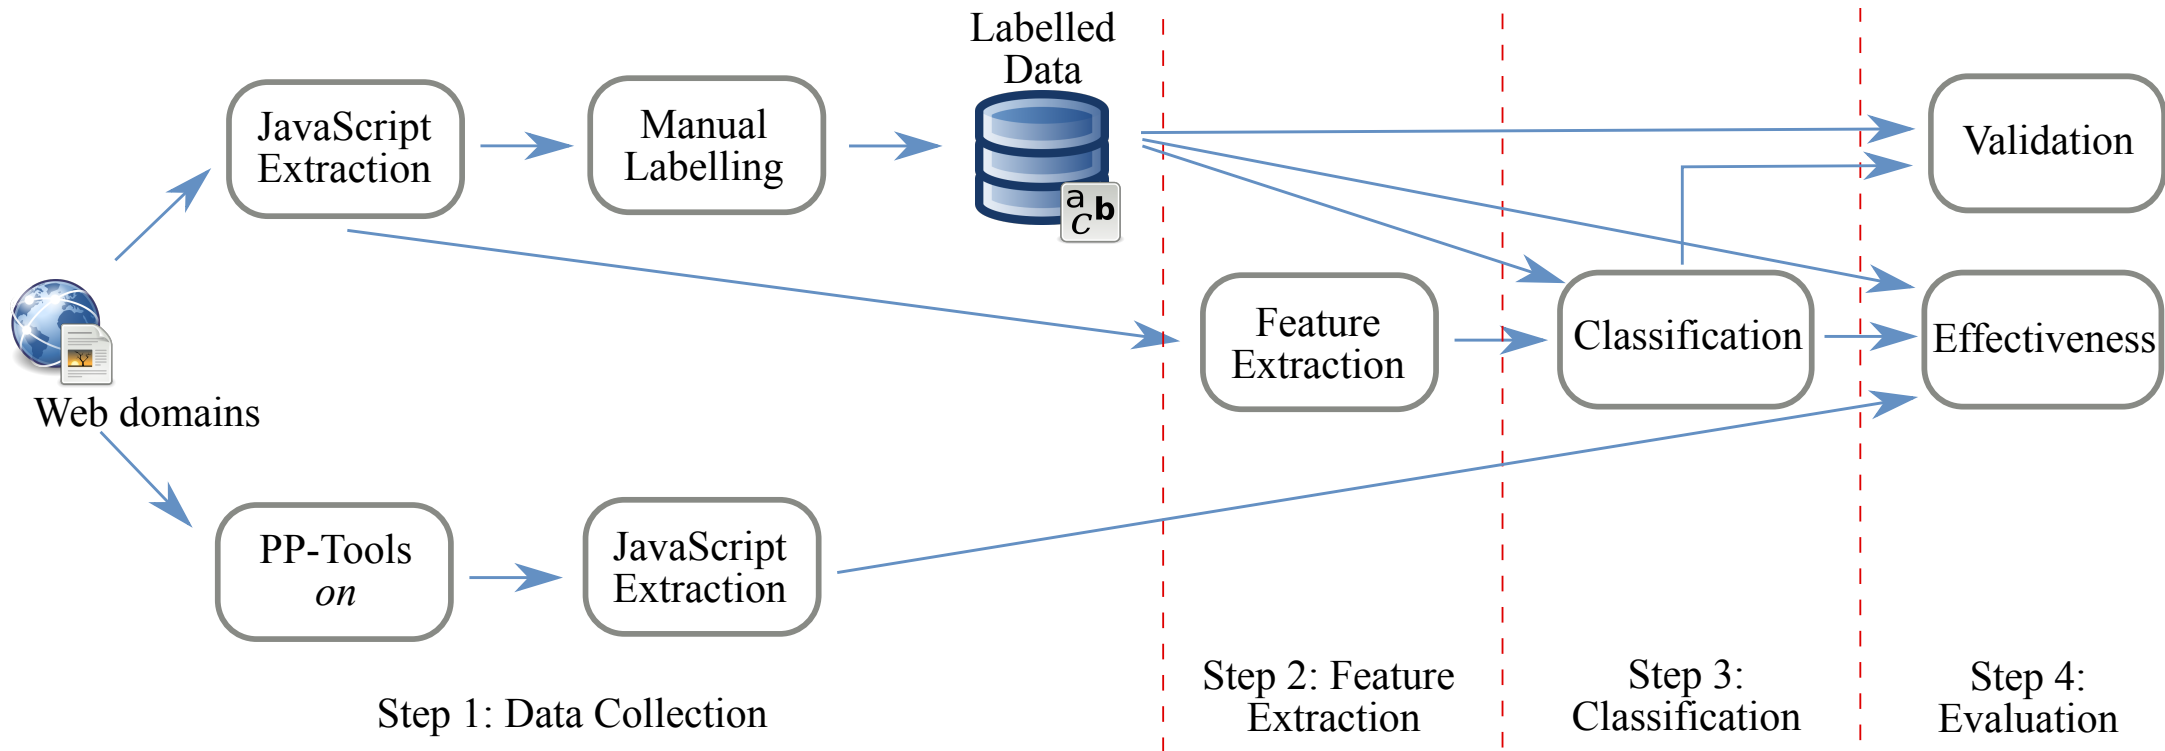 Labelled
Data
JavaScript
Extraction
Manual
Labelling
a
b
c
Validation
Web domains
Feature
Extraction
Classification
Effectiveness
PP-Tools
on
JavaScript
Extraction
Step 1: Data Collection
Step 2: Feature
Extraction
Step 3:
Classification
Step 4:
Evaluation